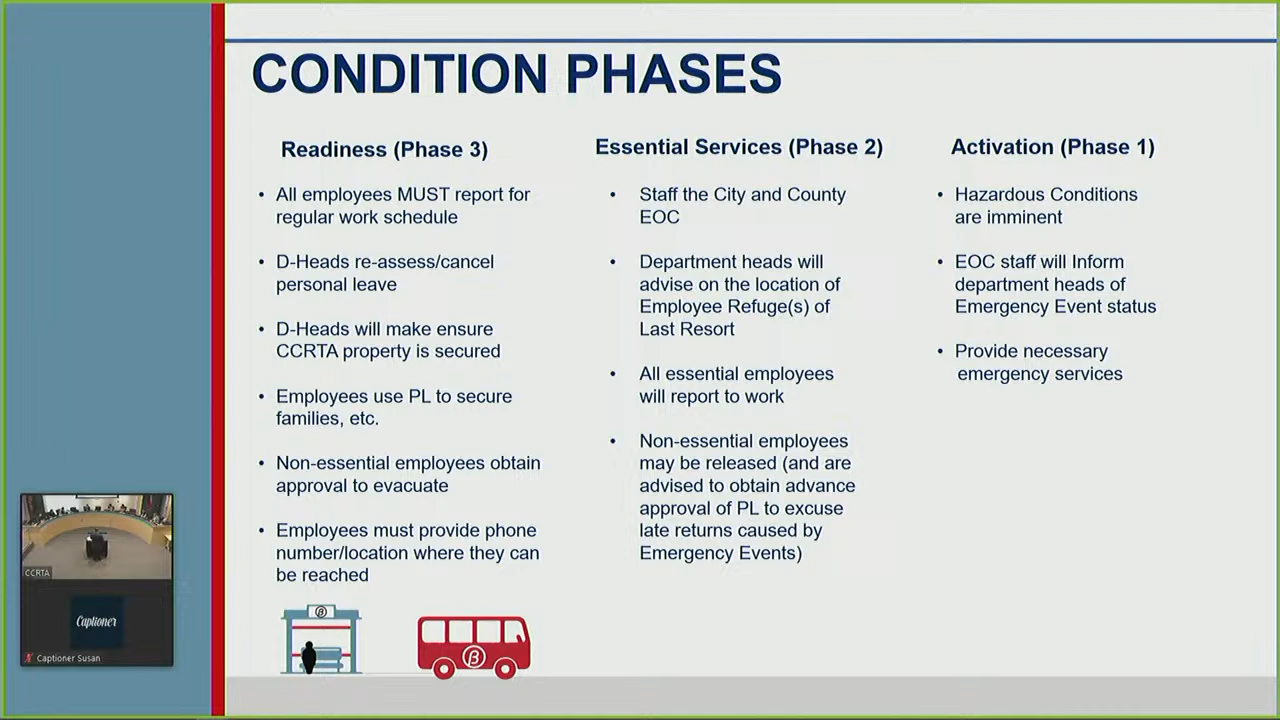 CONDITION PHASES
Readiness (Phase 3)
• All employees MUST report for
regular work schedule
• D-Heads re-assess/cancel
personal leave
• D-Heads will make ensure
CCRTA property is secured
• Employees use PL to secure
families, etc.
• Non-essential employees obtain
approval to evacuate
• Employees must provide phone
number/location where they can
be reached
Essential Services (Phase 2)
• Staff the City and County
EOC
• Department heads will
advise on the location of
Employee Refuge(s) of
Last Resort
• All essential employees
will report to work
• Non-essential employees
may be released (and are
advised to obtain advance
approval of PL to excuse
late returns caused by
Emergency Events)
Activation (Phase 1)
• Hazardous Conditions
are imminent
• EOC staff will Inform
department heads of
Emergency Event status
• Provide necessary
emergency services
CCRTA
Captioner
Captioner Susan
β
β